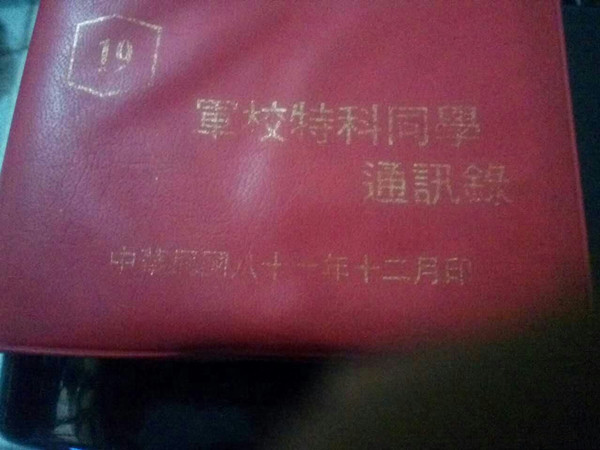 19
軍校特科同學
通訊錄
中華民國八十一年十二月印